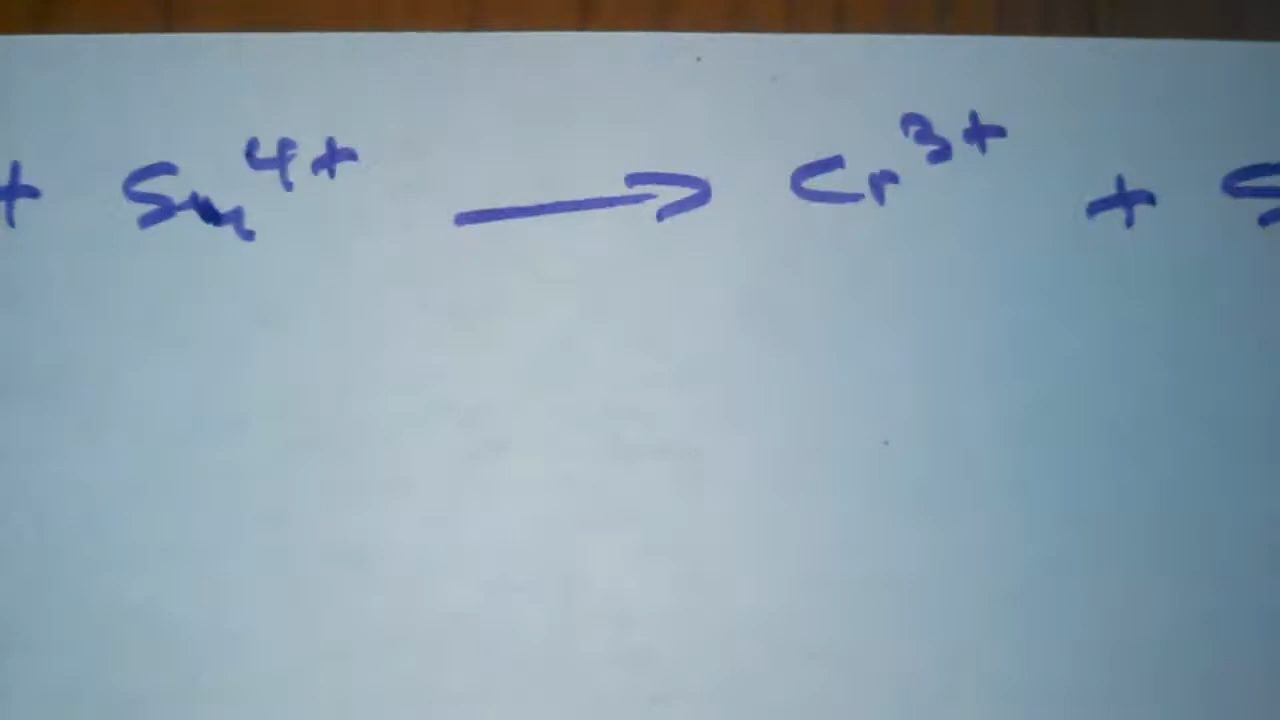 + Sn⁴⁺ → Cr³⁺ + S